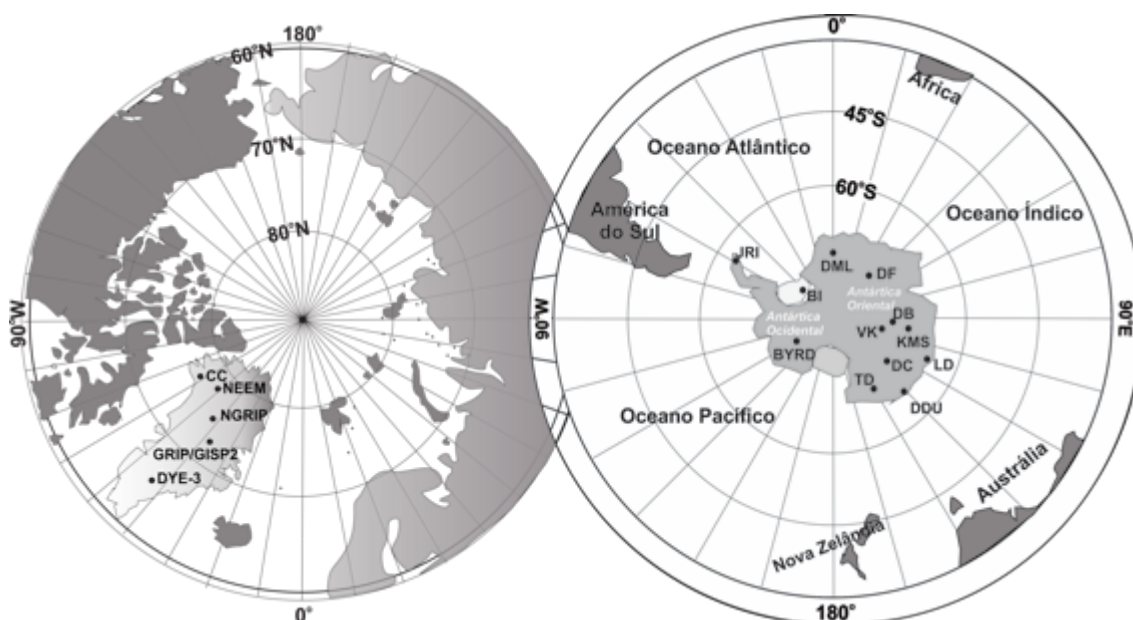 180°
60°N
70°N
80°N
90°W
CC
NEEM
NGRIP
GRIP/GISP2
DYE-3
0°
0°
África
45°S
Oceano Atlântico
60°S
América
do Sul
Oceano Índico
JRI
DML
DF
BI
Antártica
Oriental
Antártica
Ocidental
DB
VK
KMS
90°W
90°E
BYRD
DC
LD
TD
DDU
Oceano Pacífico
Austrália
Nova Zelândia
180°